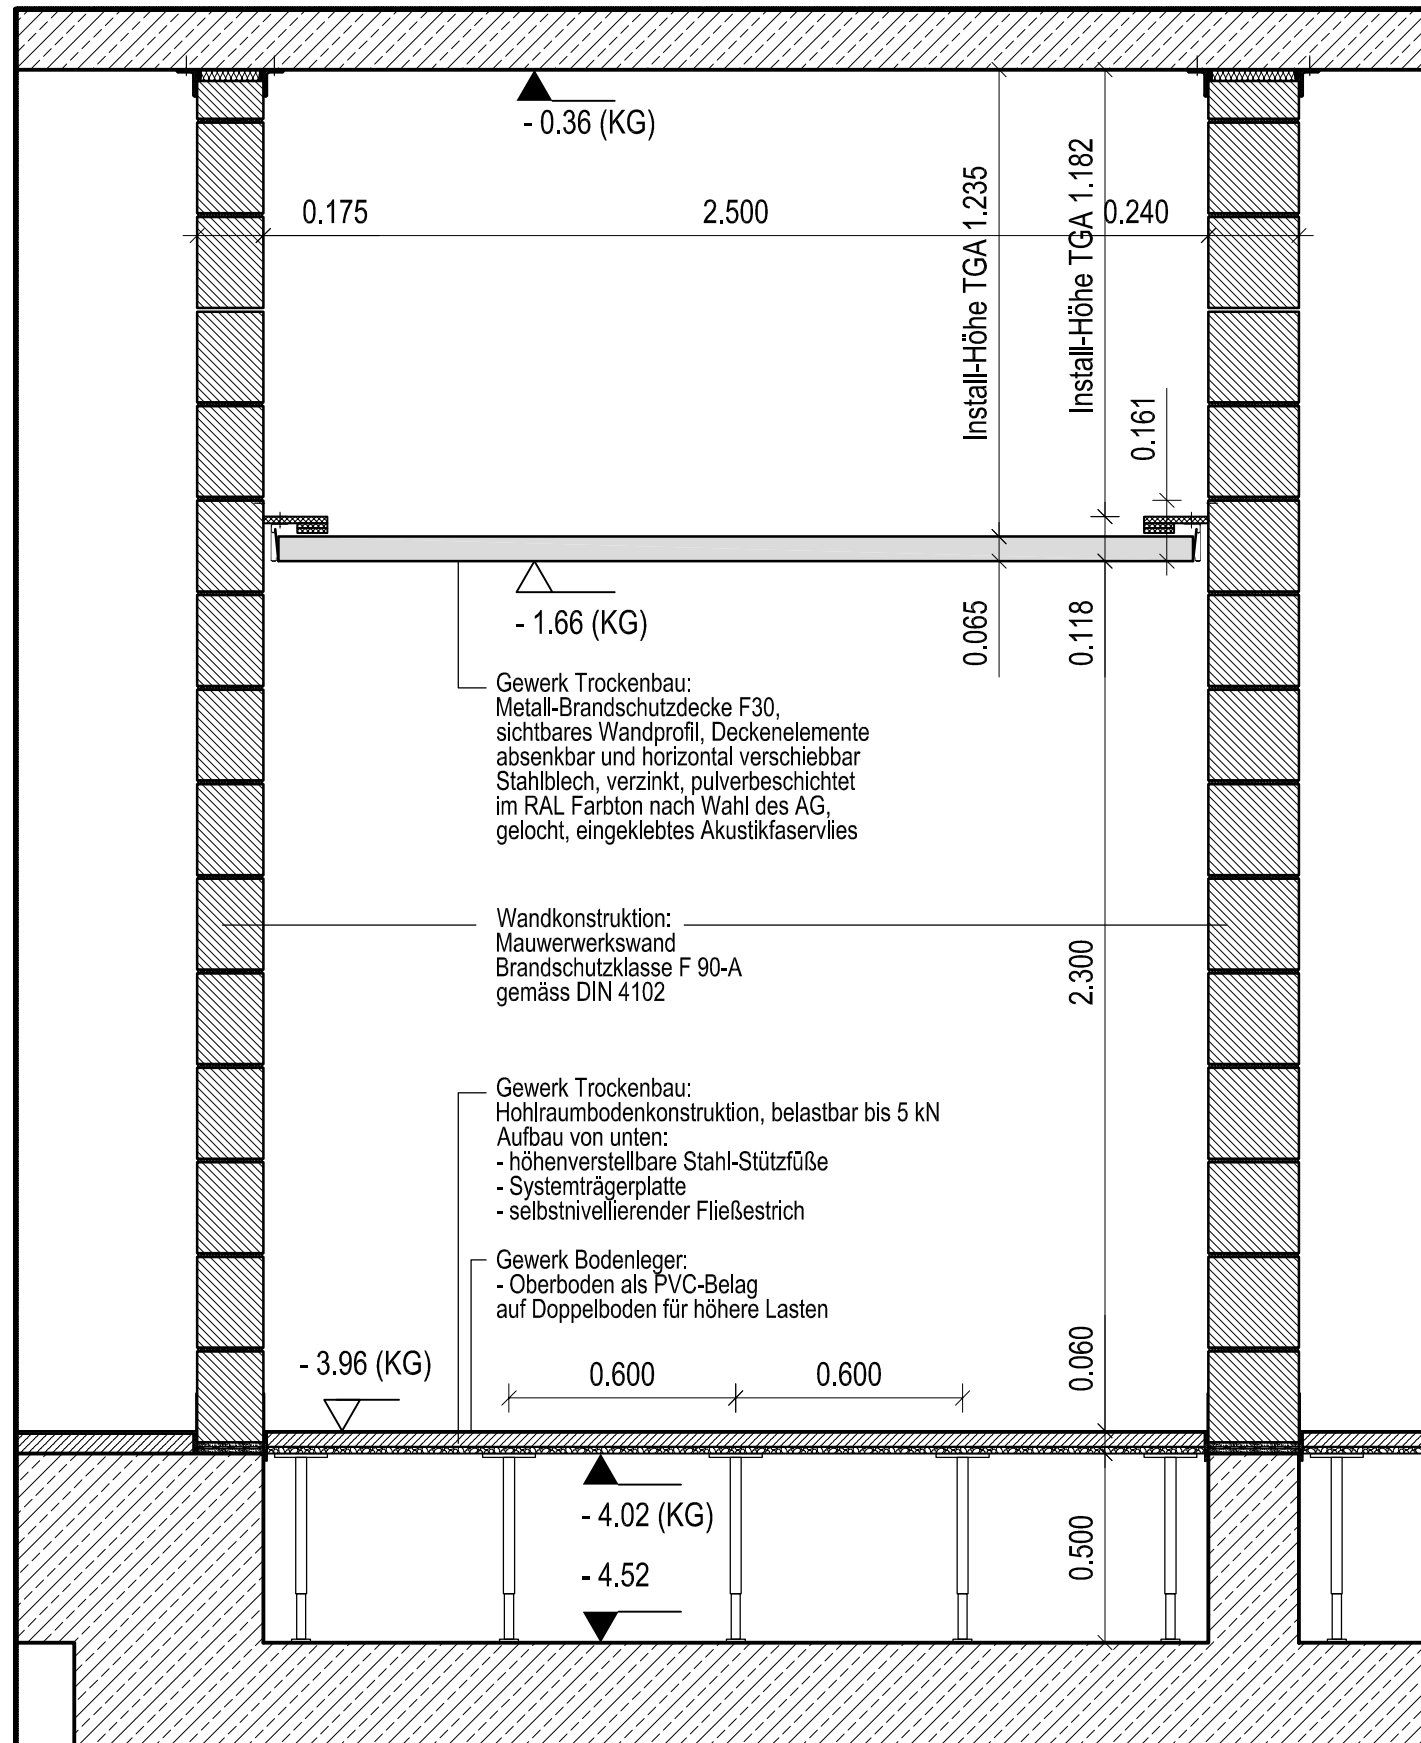 - 0.36 (KG)
0.175
2.500
0.240
Install-Höhe TGA 1.235
Install-Höhe TGA 1.182
0.161
- 1.66 (KG)
0.065
0.118
Gewerk Trockenbau:
Metall-Brandschutzdecke F30,
sichtbares Wandprofil, Deckenelemente
absenkbar und horizontal verschiebbar
Stahlblech, verzinkt, pulverbeschichtet
im RAL Farbton nach Wahl des AG,
gelocht, eingeklebtes Akustikfaservlies
Wandkonstruktion:
Mauwerwerkswand
Brandschutzklasse F 90-A
gemäss DIN 4102
2.300
Gewerk Trockenbau:
Hohlraumbodenkonstruktion, belastbar bis 5 kN
Aufbau von unten:
- höhenverstellbare Stahl-Stützfüße
- Systemträgerplatte
- selbstnivellierender Fließestrich
Gewerk Bodenleger:
- Oberboden als PVC-Belag
auf Doppelboden für höhere Lasten
- 3.96 (KG)
0.600
0.600
0.060
- 4.02 (KG)
- 4.52
0.500